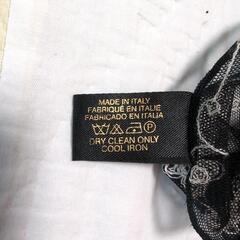 MADE IN ITALY
FABRIQUÉ EN ITALIE
FABRICADO EN ITALIA
DRY CLEAN ONLY
COOL IRON